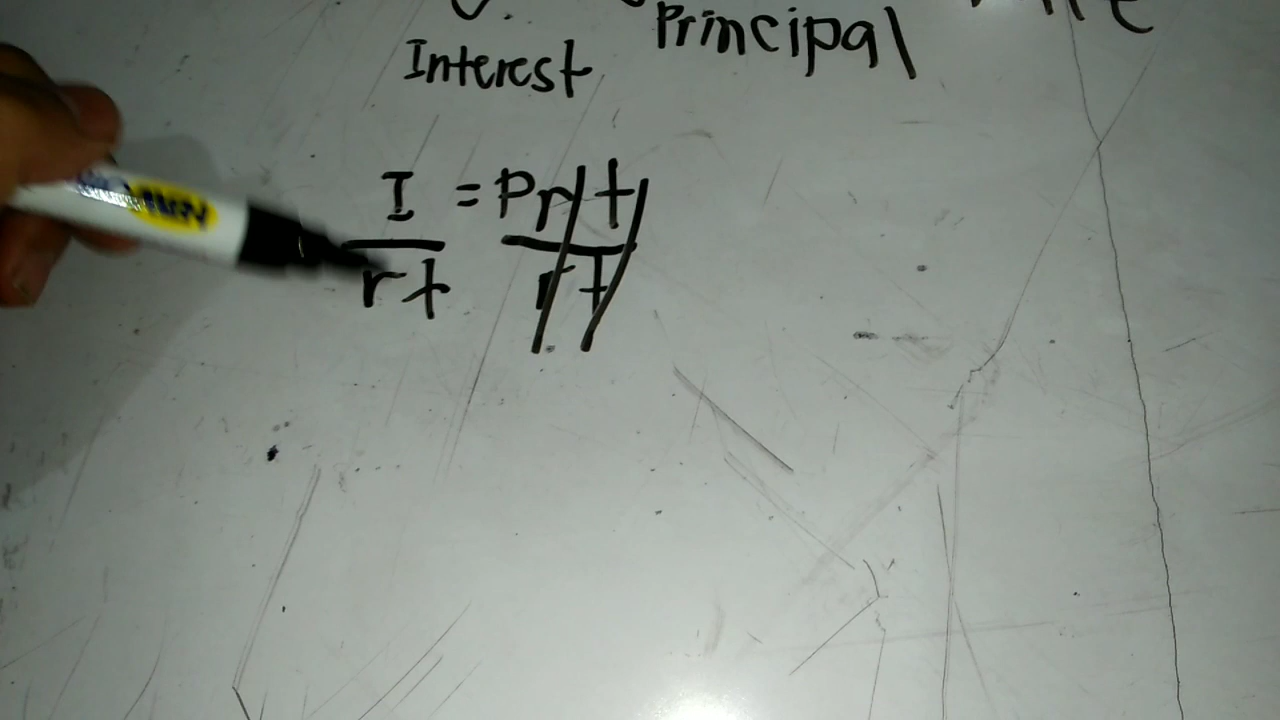 Principal
Interest
I = Prt
rt rt